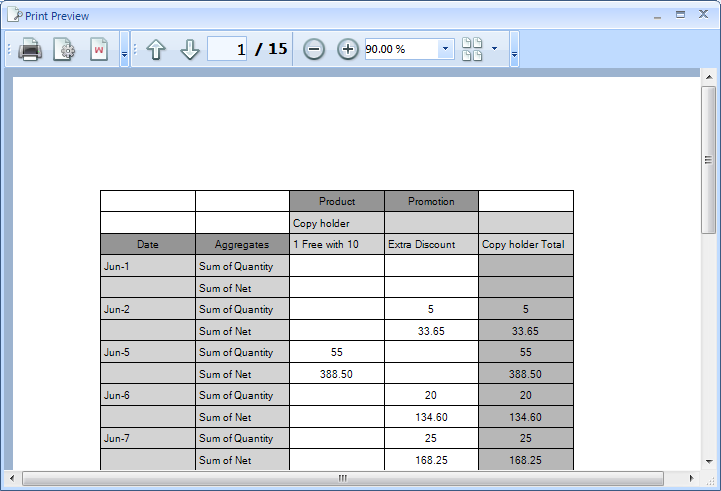 Print Preview
1 / 15 90.00 %
Product Promotion
Copy holder
Date Aggregates 1 Free with 10 Extra Discount Copy holder Total
Jun-1 Sum of Quantity
Sum of Net
Jun-2 Sum of Quantity 5 5
Sum of Net 33.65 33.65
Jun-5 Sum of Quantity 55 55
Sum of Net 388.50 388.50
Jun-6 Sum of Quantity 20 20
Sum of Net 134.60 134.60
Jun-7 Sum of Quantity 25 25
Sum of Net 168.25 168.25